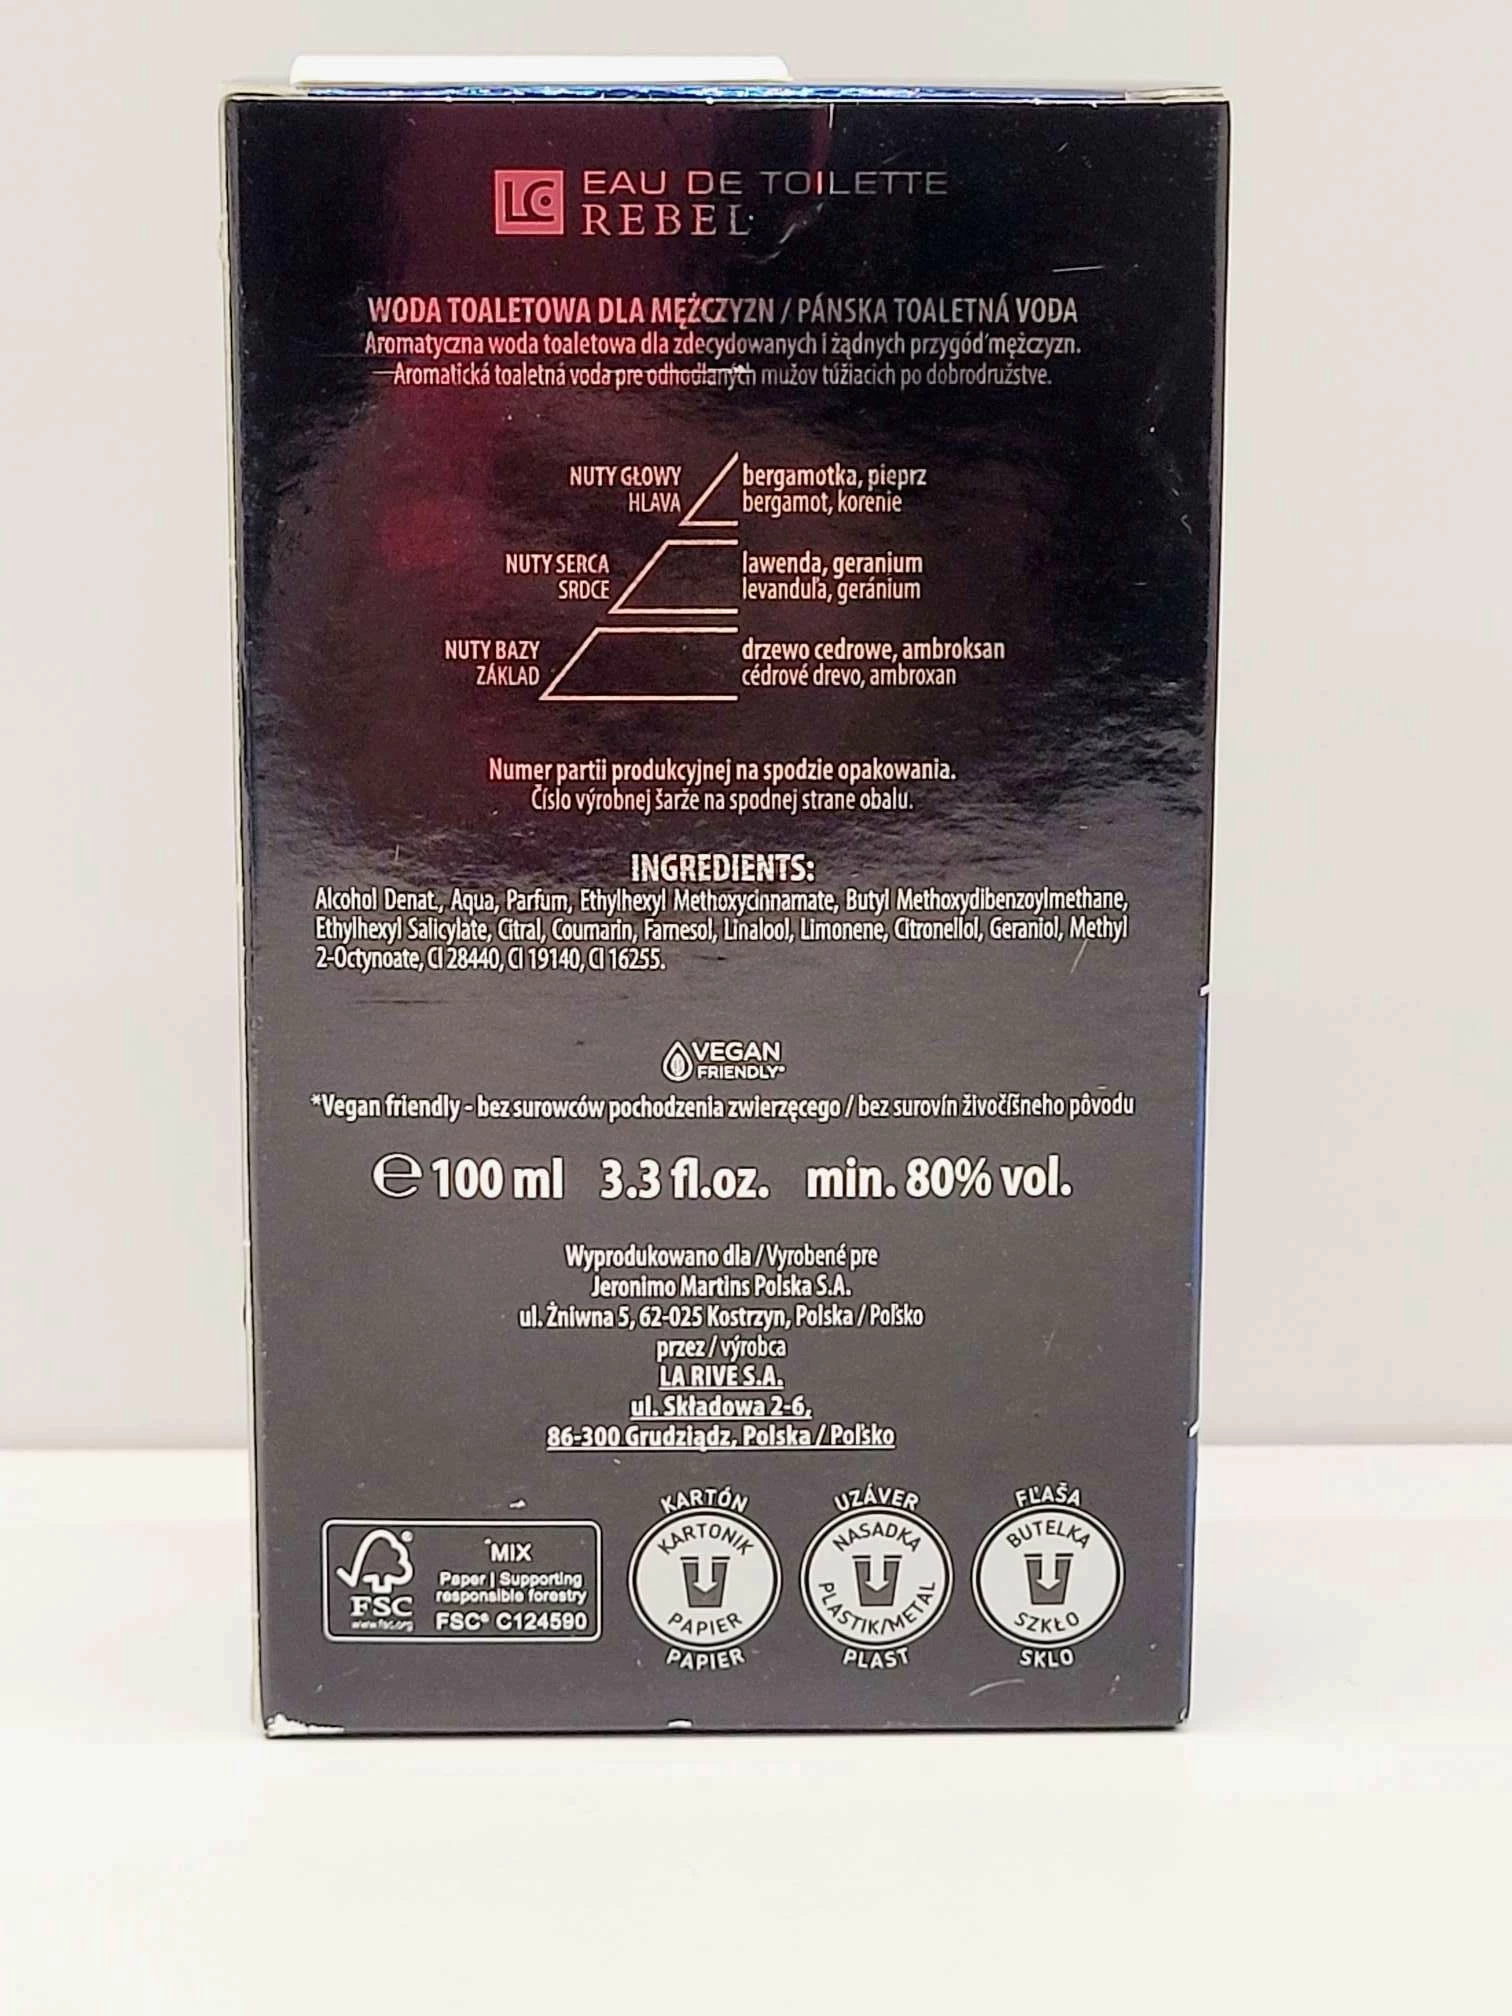 LC EAU DE TOILETTE
REBEL
WODA TOALETOWA DLA MĘŻCZYZN / PÁNSKA TOALETNÁ VODA
Aromatyczna woda toaletowa dla zdecydowanych i żądnych przygód mężczyzn.
Aromatická toaletná voda pre odhodlaných mužov túžiacich po dobrodružstve.
NUTY GŁOWY bergamotka, pieprz
HLAVA bergamot, korenie
NUTY SERCA lawenda, geranium
SRDCE levanduľa, geránium
NUTY BAZY drzewo cedrowe, ambroksan
ZÁKLAD cédrové drevo, ambroxan
Numer partii produkcyjnej na spodzie opakowania.
Číslo výrobnej šarže na spodnej strane obalu.
INGREDIENTS:
Alcohol Denat., Aqua, Parfum, Ethylhexyl Methoxycinnamate, Butyl Methoxydibenzoylmethane,
Ethylhexyl Salicylate, Citral, Coumarin, Farnesol, Linalool, Limonene, Citronellol, Geraniol, Methyl
2-Octynoate, CI 28440, CI 19140, CI 16255.
VEGAN
FRIENDLY*
*Vegan friendly - bez surowców pochodzenia zwierzęcego / bez surovín živočíšneho pôvodu
e 100 ml 3.3 fl.oz. min. 80% vol.
Wyprodukowano dla / Vyrobené pre
Jeronimo Martins Polska S.A.
ul. Żniwna 5, 62-025 Kostrzyn, Polska / Poľsko
przez / výrobca
LA RIVE S.A.
ul. Składowa 2-6,
86-300 Grudziądz, Polska / Poľsko
FSC
www.fsc.org
MIX
Paper | Supporting
responsible forestry
FSC® C124590
KARTÓN
KARTONIK
PAPIER
PAPIER
UZÁVER
NASADKA
PLASTIK/METAL
PLAST
FĽAŠA
BUTELKA
SZKŁO
SKLO